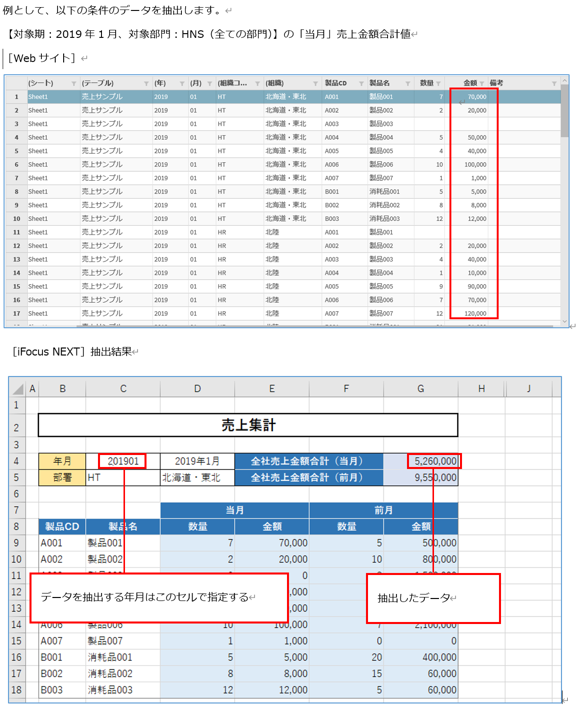 例として、以下の条件のデータを抽出します。
【対象期：2019 年 1 月、対象部門：HNS（全ての部門）】の「当月」売上金額合計値
［Web サイト］
(シート) (テーブル) (年) (月) (組織コ... (組織) 製品CD 製品名 数量 金額 備考
1 Sheet1 売上サンプル 2019 01 HT 北海道・東北 A001 製品001 7 70,000
2 Sheet1 売上サンプル 2019 01 HT 北海道・東北 A002 製品002 2 20,000
3 Sheet1 売上サンプル 2019 01 HT 北海道・東北 A003 製品003
4 Sheet1 売上サンプル 2019 01 HT 北海道・東北 A004 製品004 5 50,000
5 Sheet1 売上サンプル 2019 01 HT 北海道・東北 A005 製品005 4 40,000
6 Sheet1 売上サンプル 2019 01 HT 北海道・東北 A006 製品006 10 100,000
7 Sheet1 売上サンプル 2019 01 HT 北海道・東北 A007 製品007 1 1,000
8 Sheet1 売上サンプル 2019 01 HT 北海道・東北 B001 消耗品001 5 5,000
9 Sheet1 売上サンプル 2019 01 HT 北海道・東北 B002 消耗品002 8 8,000
10 Sheet1 売上サンプル 2019 01 HT 北海道・東北 B003 消耗品003 12 12,000
11 Sheet1 売上サンプル 2019 01 HR 北陸 A001 製品001
12 Sheet1 売上サンプル 2019 01 HR 北陸 A002 製品002 2 20,000
13 Sheet1 売上サンプル 2019 01 HR 北陸 A003 製品003 4 40,000
14 Sheet1 売上サンプル 2019 01 HR 北陸 A004 製品004 1 10,000
15 Sheet1 売上サンプル 2019 01 HR 北陸 A005 製品005 9 90,000
16 Sheet1 売上サンプル 2019 01 HR 北陸 A006 製品006 7 70,000
17 Sheet1 売上サンプル 2019 01 HR 北陸 A007 製品007 12 120,000
［iFocus NEXT］抽出結果
A B C D E F G H I J
1
2 売上集計
3
4 年月 201901 2019年1月 全社売上金額合計（当月） 5,260,000
5 部署 HT 北海道・東北 全社売上金額合計（前月） 9,550,000
6
7 当月 前月
8 製品CD 製品名 数量 金額 数量 金額
9 A001 製品001 7 70,000 5 500,000
10 A002 製品002 2 20,000 10 800,000
11 0
12
データを抽出する年月はこのセルで指定する
抽出したデータ
13
14 A006 製品006 10 100,000 7 2,100,000
15 A007 製品007 1 1,000 0 0
16 B001 消耗品001 5 5,000 20 400,000
17 B002 消耗品002 8 8,000 15 60,000
18 B003 消耗品003 12 12,000 5 60,000